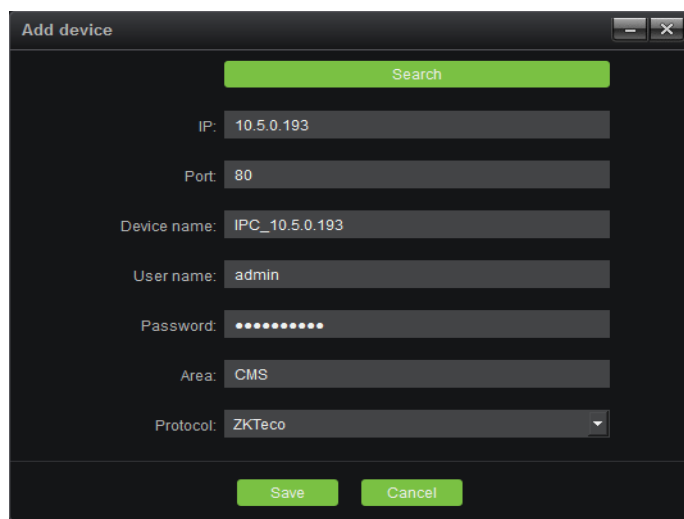 Add device
Search
IP: 10.5.0.193
Port: 80
Device name: IPC_10.5.0.193
User name: admin
Password: ●●●●●●●●●●
Area: CMS
Protocol: ZKTeco
Save Cancel